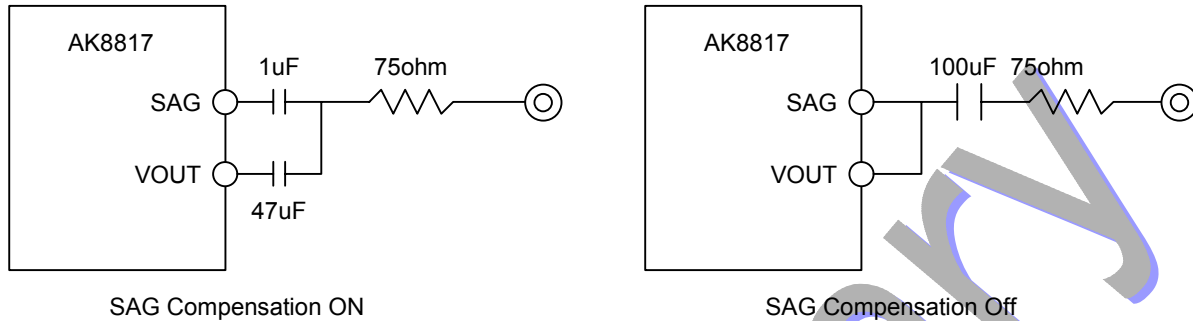 AK8817
1uF
75ohm
SAG
VOUT
47uF
SAG Compensation ON
AK8817
100uF 75ohm
SAG
VOUT
SAG Compensation Off